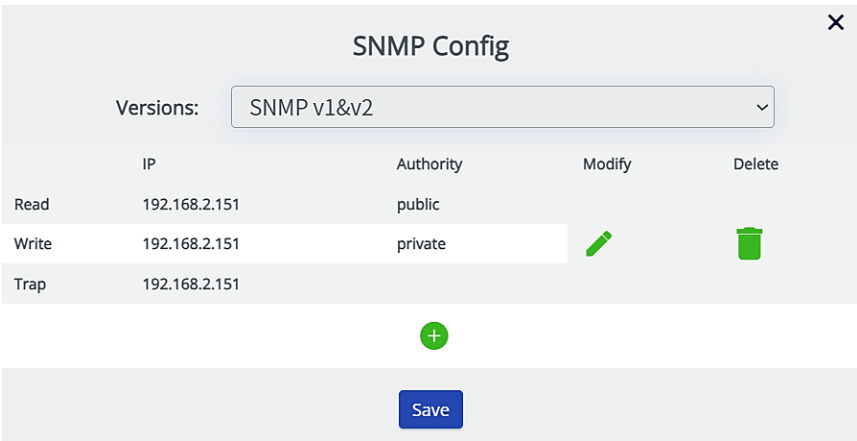 SNMP Config
Versions: SNMP v1&v2
IP Authority Modify Delete
Read 192.168.2.151 public
Write 192.168.2.151 private
Trap 192.168.2.151
Save